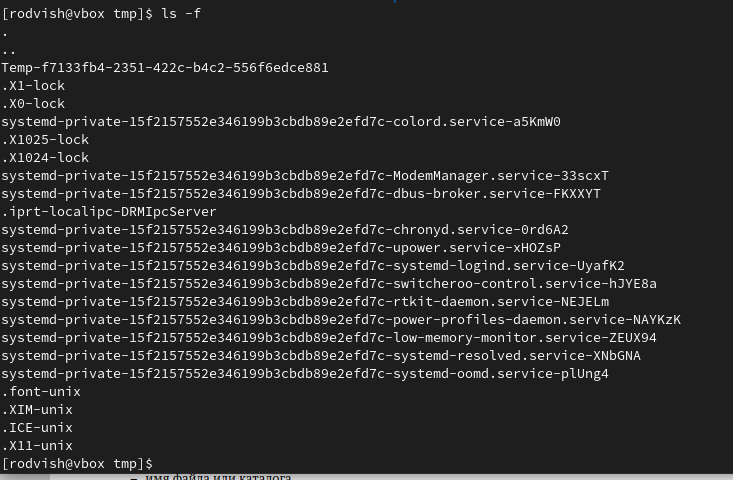 [rodvish@vbox tmp]$ ls -f
.
..
Temp-f7133fb4-2351-422c-b4c2-556f6edce881
.X1-lock
.X0-lock
systemd-private-15f2157552e346199b3cbdb89e2efd7c-colord.service-a5KmW0
.X1025-lock
.X1024-lock
systemd-private-15f2157552e346199b3cbdb89e2efd7c-ModemManager.service-33scxT
systemd-private-15f2157552e346199b3cbdb89e2efd7c-dbus-broker.service-FKXXYT
.iprt-localipc-DRMIpcServer
systemd-private-15f2157552e346199b3cbdb89e2efd7c-chronyd.service-0rd6A2
systemd-private-15f2157552e346199b3cbdb89e2efd7c-upower.service-xHOZsP
systemd-private-15f2157552e346199b3cbdb89e2efd7c-systemd-logind.service-UyafK2
systemd-private-15f2157552e346199b3cbdb89e2efd7c-switcheroo-control.service-hJYE8a
systemd-private-15f2157552e346199b3cbdb89e2efd7c-rtkit-daemon.service-NEJELm
systemd-private-15f2157552e346199b3cbdb89e2efd7c-power-profiles-daemon.service-NAYKzK
systemd-private-15f2157552e346199b3cbdb89e2efd7c-low-memory-monitor.service-ZEUX94
systemd-private-15f2157552e346199b3cbdb89e2efd7c-systemd-resolved.service-XNbGNA
systemd-private-15f2157552e346199b3cbdb89e2efd7c-systemd-oomd.service-plUng4
.font-unix
.XIM-unix
.ICE-unix
.X11-unix
[rodvish@vbox tmp]$
– имя файла или каталога